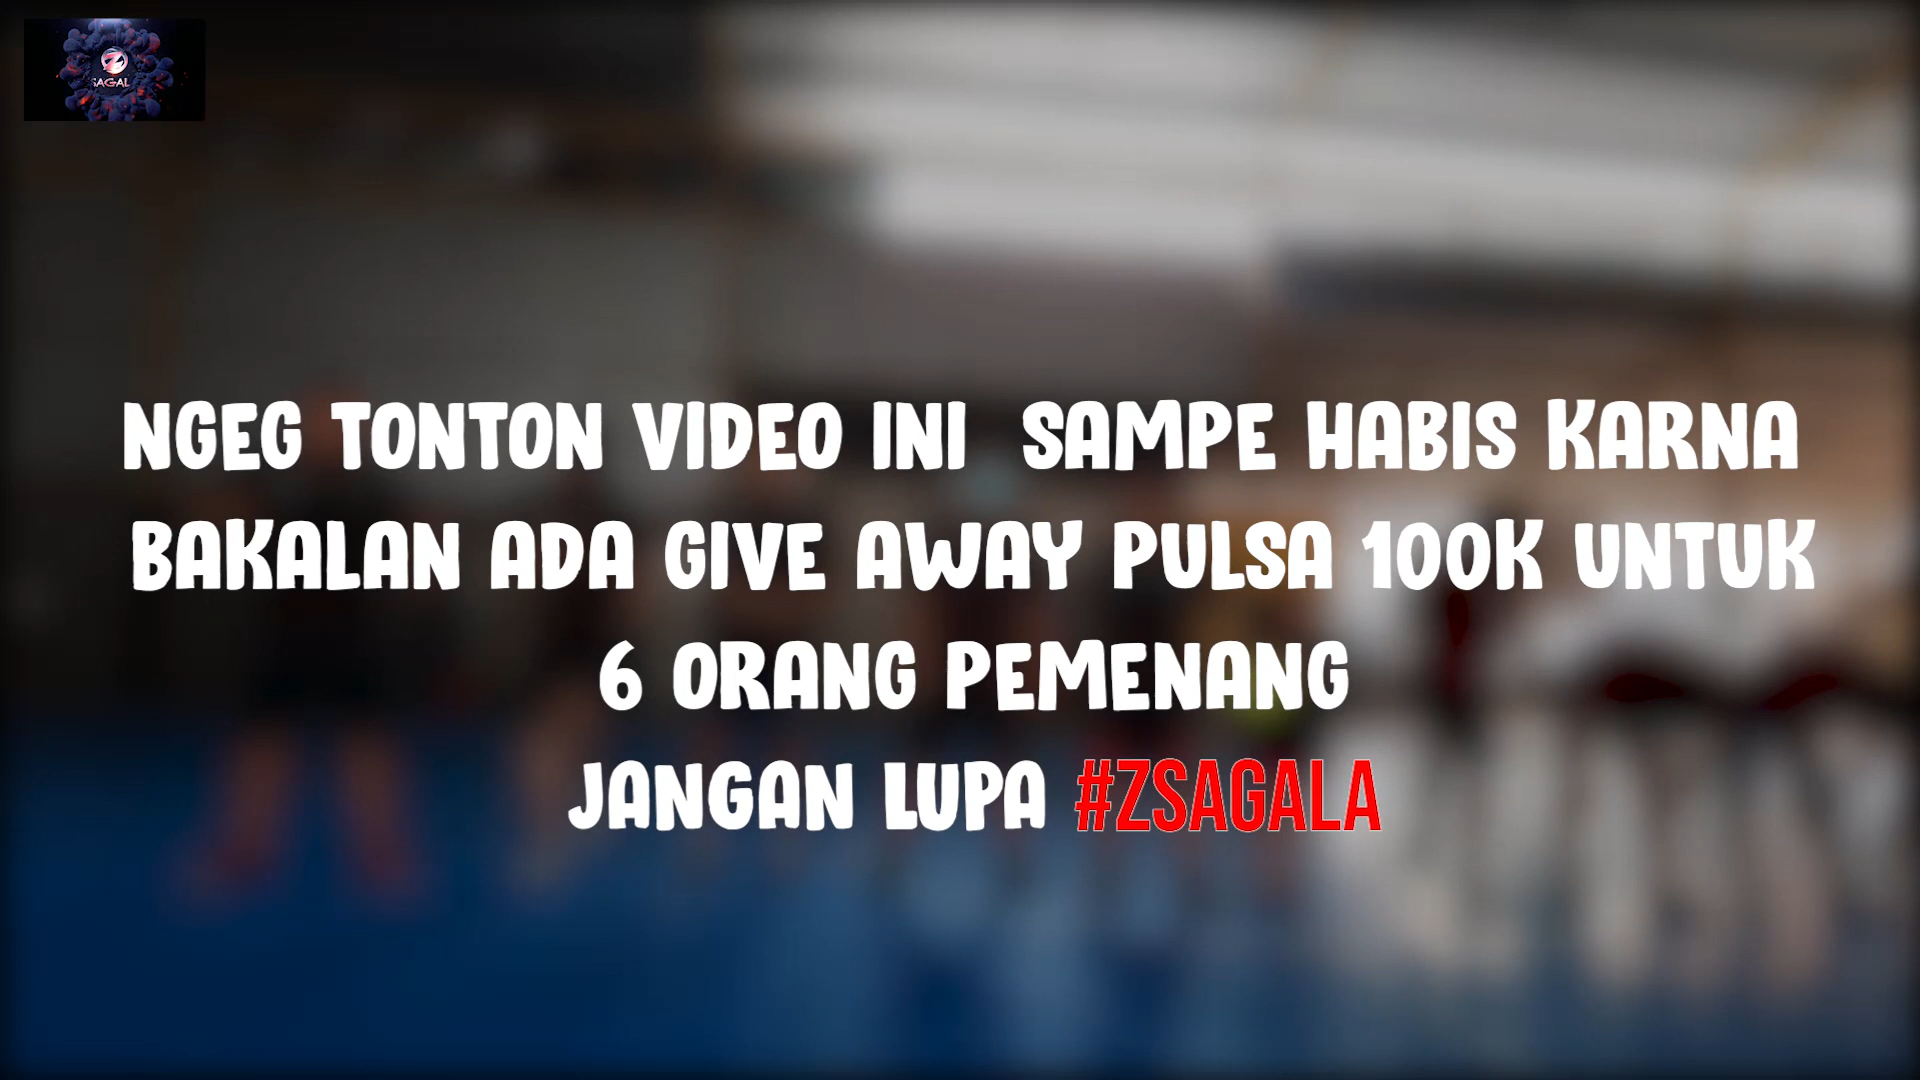 SAGAL
NGEG TONTON VIDEO INI SAMPE HABIS KARNA
BAKALAN ADA GIVE AWAY PULSA 100K UNTUK
6 ORANG PEMENANG
JANGAN LUPA #ZSAGALA